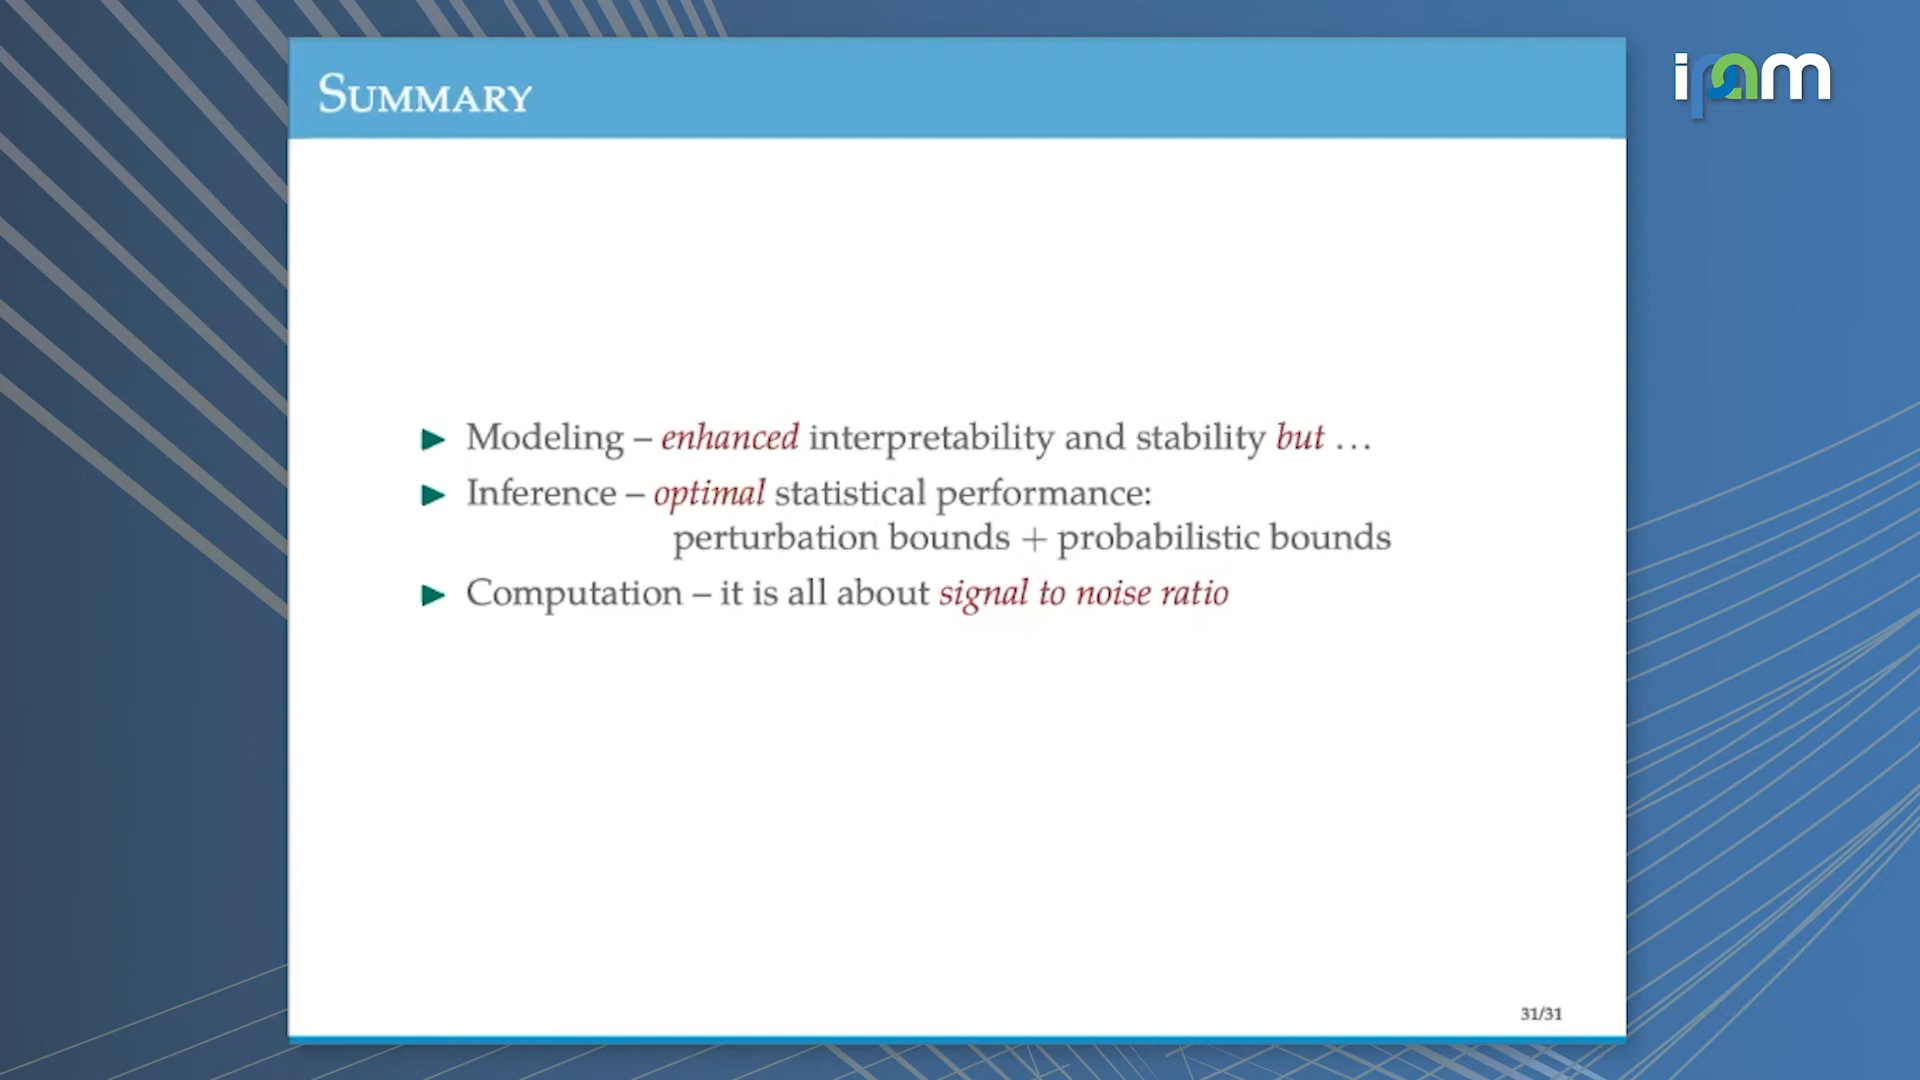 SUMMARY
ipam
▶ Modeling – enhanced interpretability and stability but …
▶ Inference – optimal statistical performance:
perturbation bounds + probabilistic bounds
▶ Computation – it is all about signal to noise ratio
31/31